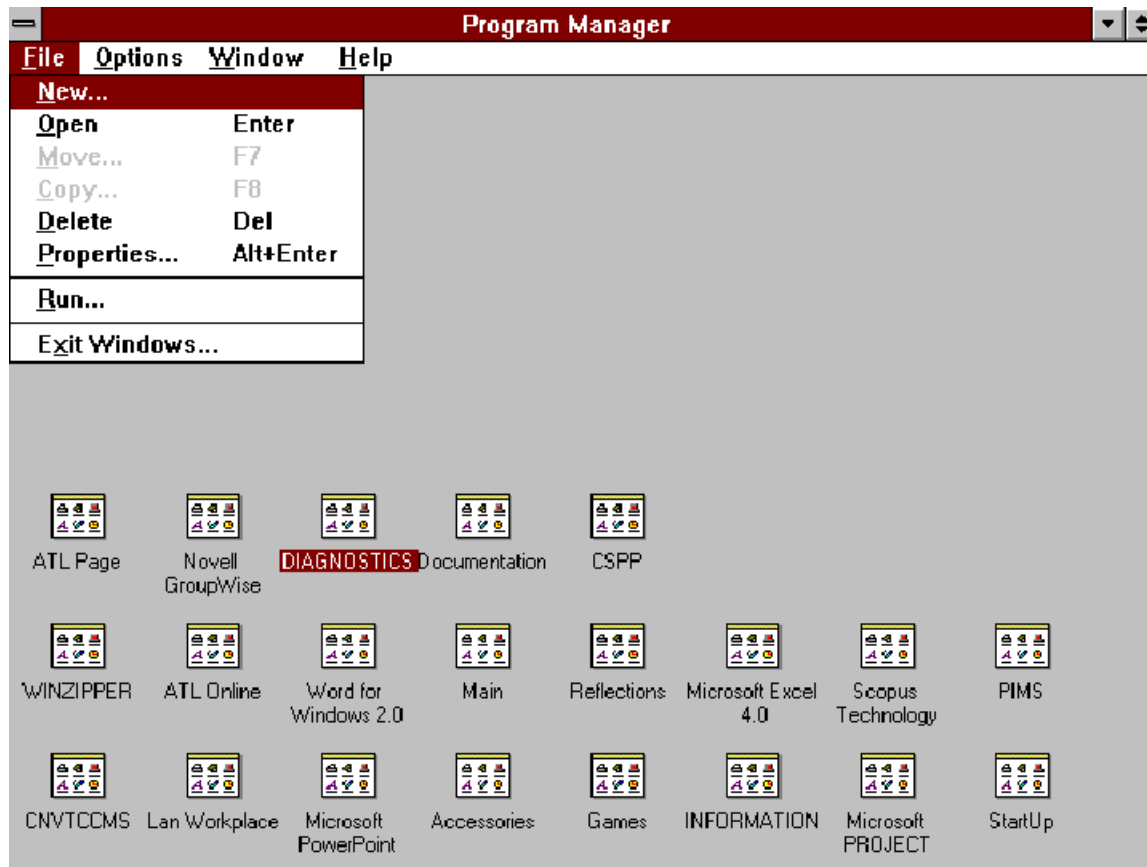 Program Manager
File Options Window Help
New...
Open Enter
Move... F7
Copy... F8
Delete Del
Properties... Alt+Enter
Run...
Exit Windows...
ATL Page Novell GroupWise DIAGNOSTICS Documentation CSPP
WINZIPPER ATL Online Word for Windows 2.0 Main Reflections Microsoft Excel 4.0 Scopus Technology PIMS
CNVTCCMS Lan Workplace Microsoft PowerPoint Accessories Games INFORMATION Microsoft PROJECT StartUp